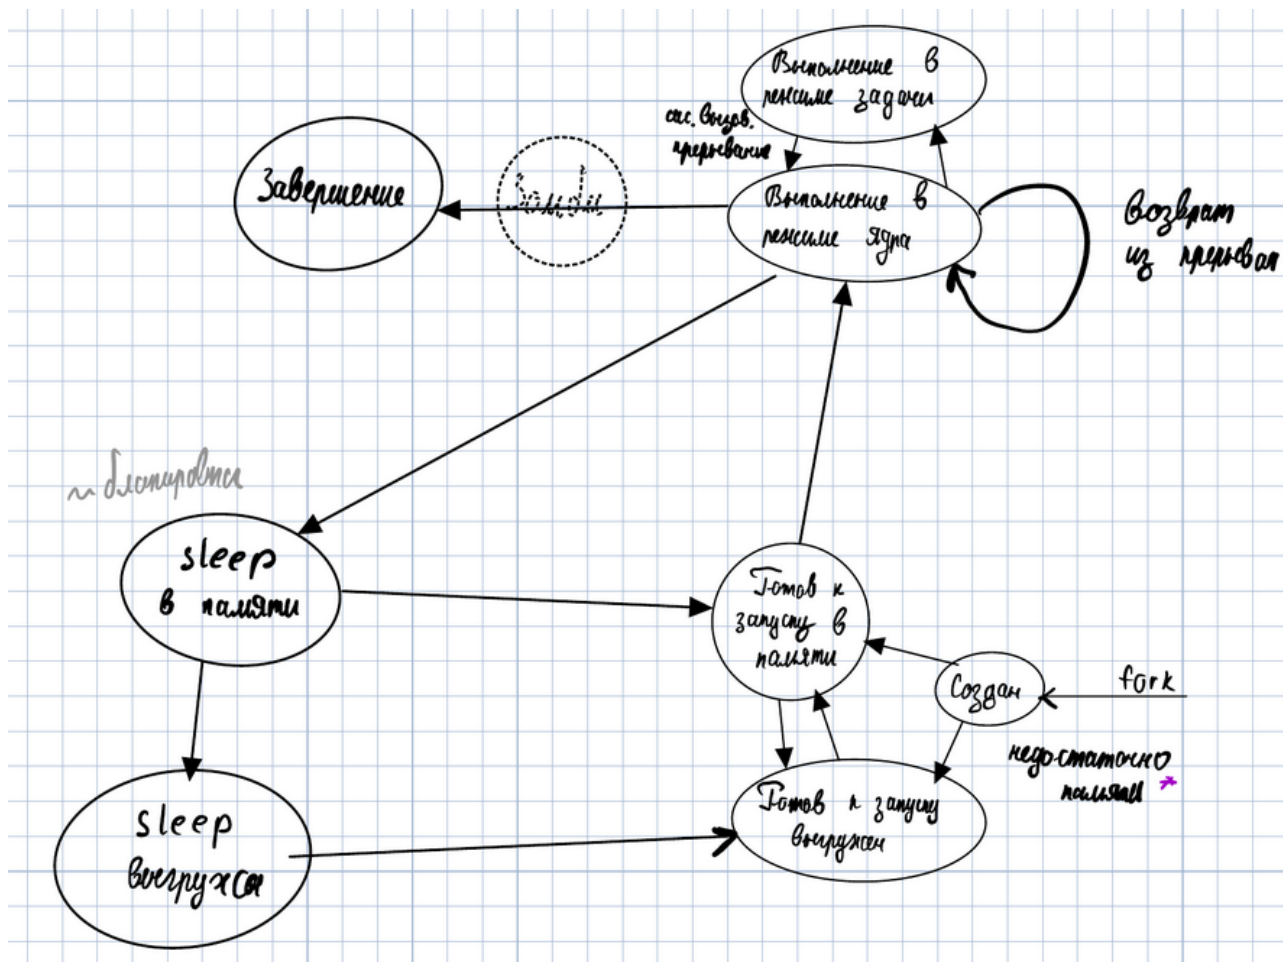 Выполнение в
режиме задачи
сис. вызов.
прерывание
Выполнение в
режиме ядра
Завершение
Зомби
возврат
из прерыван
~ блокировка
sleep
в памяти
Готов к
запуску в
памяти
Создан
fork
недостаточно
памяти *
sleep
выгружен
Готов к запуску
выгружен